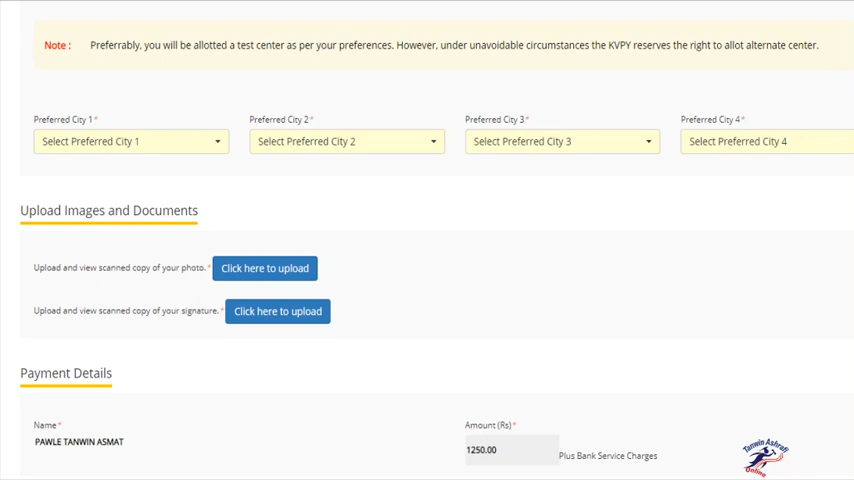 Note : Preferrably, you will be allotted a test center as per your preferences. However, under unavoidable circumstances the KVPY reserves the right to allot alternate center.
Preferred City 1* Preferred City 2* Preferred City 3* Preferred City 4*
Select Preferred City 1 Select Preferred City 2 Select Preferred City 3 Select Preferred City 4
Upload Images and Documents
Upload and view scanned copy of your photo.* Click here to upload
Upload and view scanned copy of your signature.* Click here to upload
Payment Details
Name* Amount (Rs)*
PAWLE TANWIN ASMAT 1250.00 Plus Bank Service Charges
Tanwin Ashrafi
Online